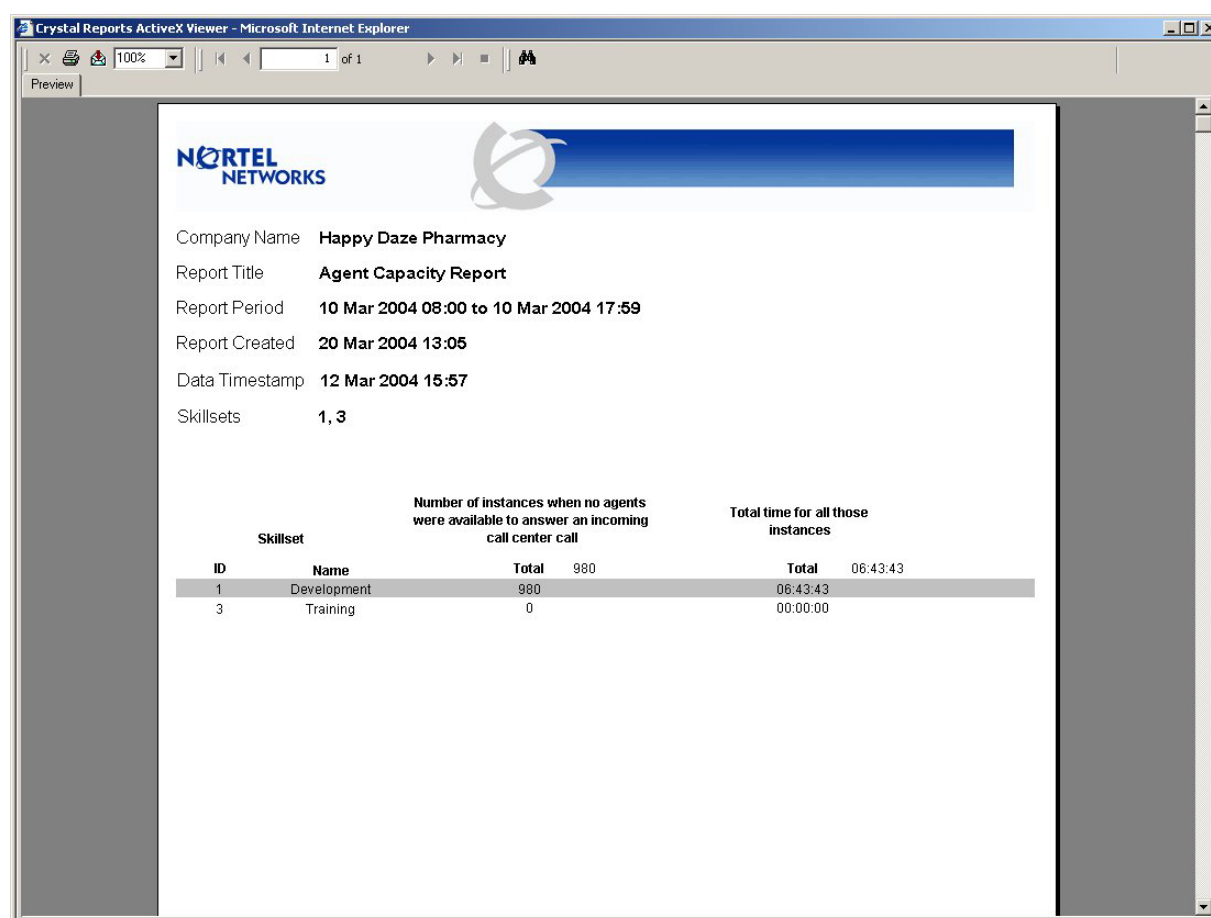 Crystal Reports ActiveX Viewer - Microsoft Internet Explorer
100% 1 of 1
Preview
NORTEL
NETWORKS
Company Name Happy Daze Pharmacy
Report Title Agent Capacity Report
Report Period 10 Mar 2004 08:00 to 10 Mar 2004 17:59
Report Created 20 Mar 2004 13:05
Data Timestamp 12 Mar 2004 15:57
Skillsets 1, 3
Number of instances when no agents
were available to answer an incoming
call center call
Total time for all those
instances
Skillset
ID Name Total 980 Total 06:43:43
1 Development 980 06:43:43
3 Training 0 00:00:00